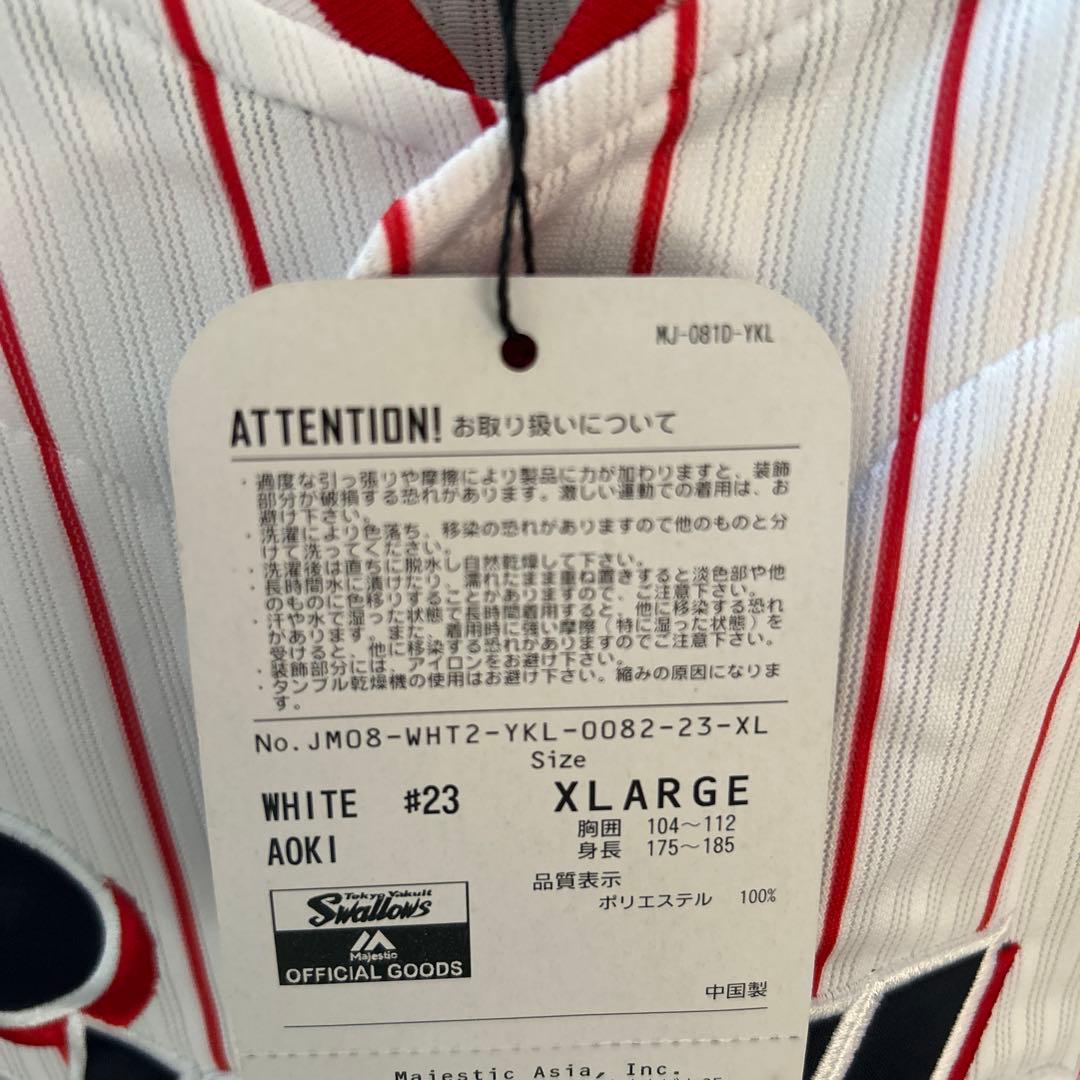 MJ-081D-YKL
ATTENTION! お取り扱いについて
・過度な引っ張りや摩擦により製品に力が加わりますと、装飾
部分が破損する恐れがあります。激しい運動での着用は、お
避け下さい。
・洗濯により色落ち、移染の恐れがありますので他のものと分
けて洗ってください。
・洗濯後は直ちに脱水し自然乾燥して下さい。
・長時間水に漬けたり、濡れたまま重ね置きすると淡色部や他
のものに色移りすることがありますので、ご注意下さい。
・汗や水で湿った状態で長時間着用すると、他に移染する恐れ
があります。また、着用時に強い摩擦（特に湿った状態）を
受けると、他に移染する恐れがありますのでご注意下さい。
・装飾部分には、アイロンをお避け下さい。
・タンブル乾燥機の使用はお避け下さい。縮みの原因になりま
す。
No.JM08-WHT2-YKL-0082-23-XL
Size
WHITE #23 XLARGE
AOKI
胸囲 104～112
身長 175～185
品質表示
ポリエステル 100%
Tokyo Yakult
Swallows
Majestic
OFFICIAL GOODS
中国製
Majestic Asia, Inc.